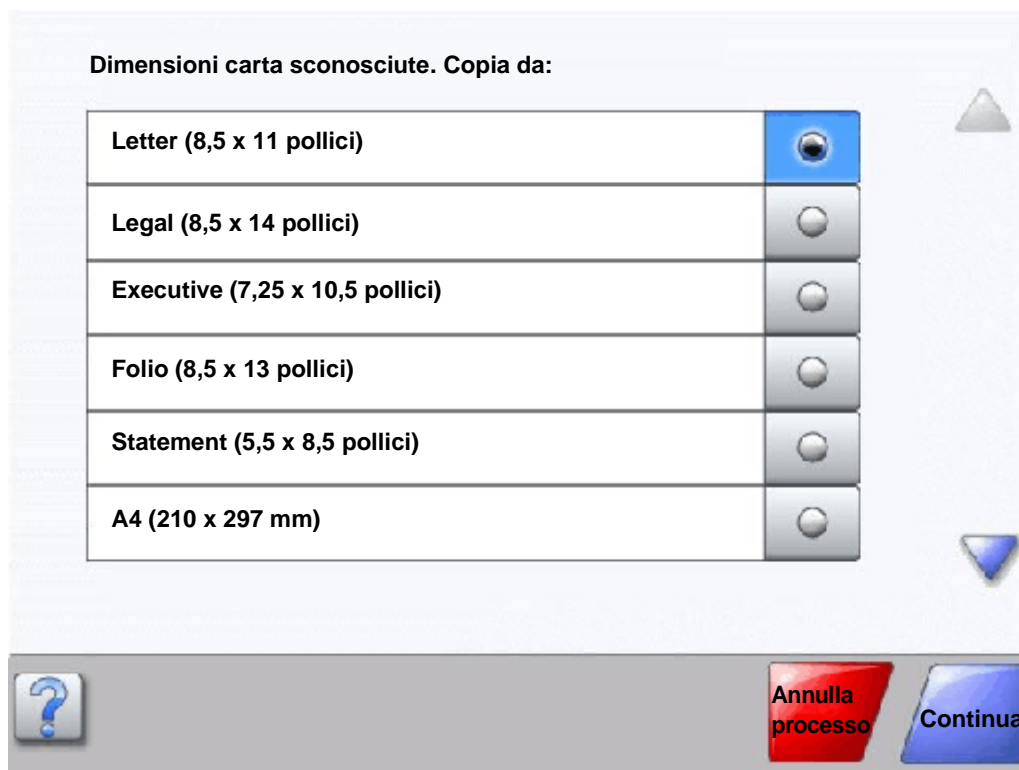 Dimensioni carta sconosciute. Copia da:
Letter (8,5 x 11 pollici)
Legal (8,5 x 14 pollici)
Executive (7,25 x 10,5 pollici)
Folio (8,5 x 13 pollici)
Statement (5,5 x 8,5 pollici)
A4 (210 x 297 mm)
?
Annulla
processo
Continua